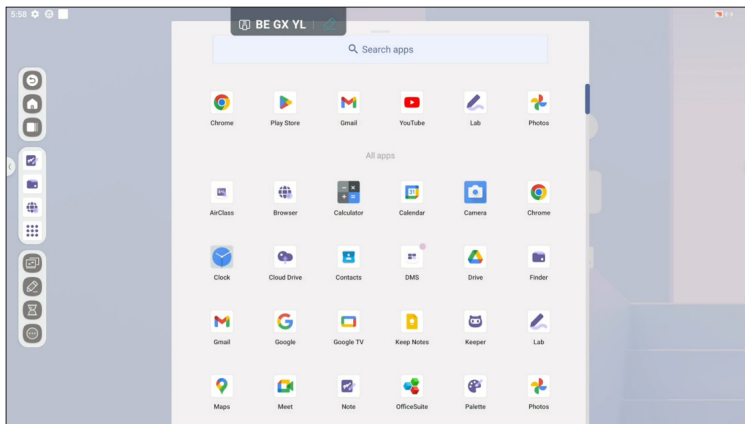 5:58
BE GX YL
Search apps
Chrome Play Store Gmail YouTube Lab Photos
All apps
AirClass Browser Calculator Calendar Camera Chrome
Clock Cloud Drive Contacts DMS Drive Finder
Gmail Google Google TV Keep Notes Keeper Lab
Maps Meet Note OfficeSuite Palette Photos